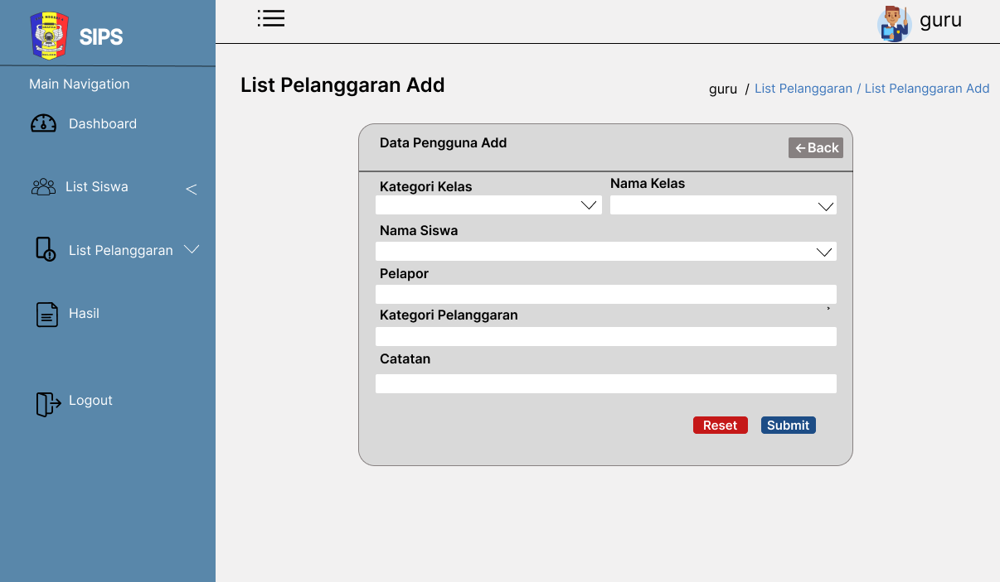 SIPS
guru
Main Navigation
Dashboard
List Siswa
List Pelanggaran
Hasil
Logout
List Pelanggaran Add
guru / List Pelanggaran / List Pelanggaran Add
Data Pengguna Add
Back
Kategori Kelas
Nama Kelas
Nama Siswa
Pelapor
Kategori Pelanggaran
Catatan
Reset
Submit